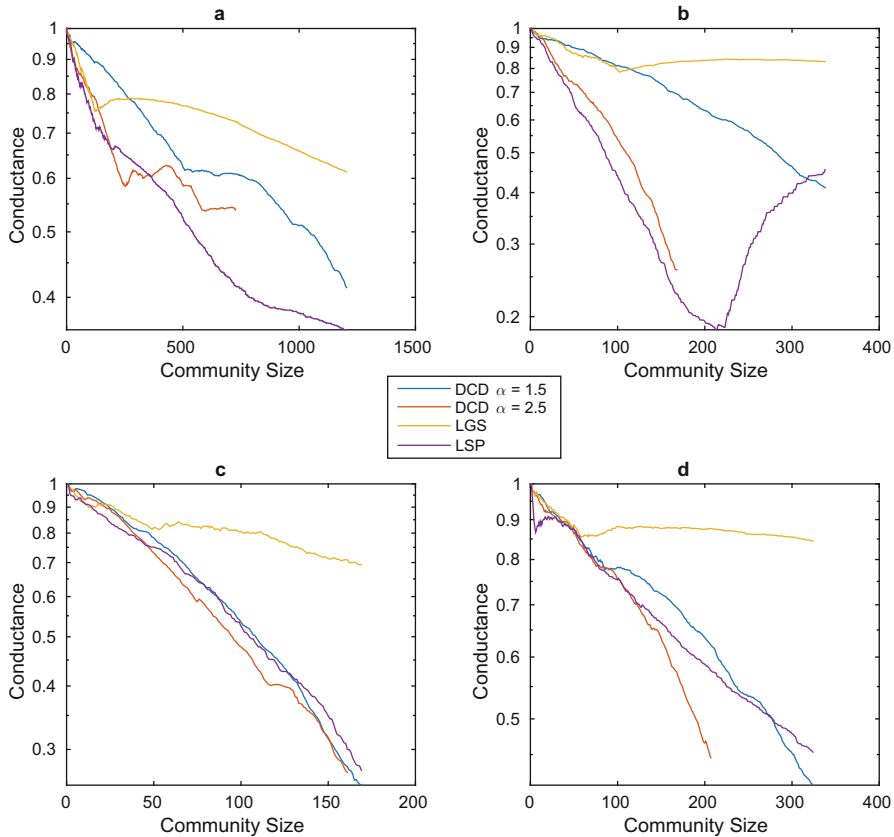 a
1
0.9
0.8
0.7
0.6
0.5
0.4
Conductance
0 500 1000 1500
Community Size
b
1
0.9
0.8
0.7
0.6
0.5
0.4
0.3
0.2
Conductance
0 100 200 300 400
Community Size
DCD α = 1.5
DCD α = 2.5
LGS
LSP
c
1
0.9
0.8
0.7
0.6
0.5
0.4
0.3
Conductance
0 50 100 150 200
Community Size
d
1
0.9
0.8
0.7
0.6
0.5
Conductance
0 100 200 300 400
Community Size